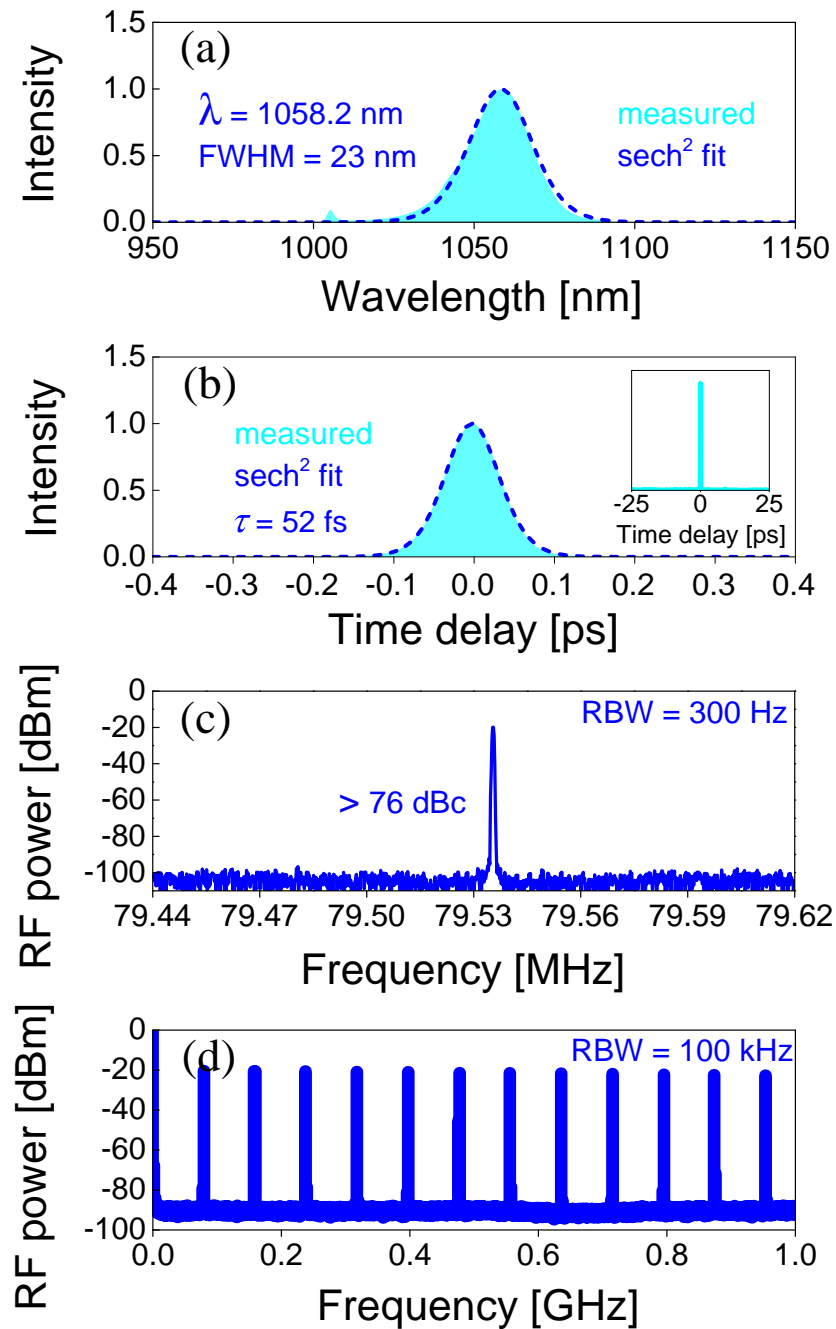 (a)
λ = 1058.2 nm
FWHM = 23 nm
measured
sech² fit
Intensity
1.5
1.0
0.5
0.0
950 1000 1050 1100 1150
Wavelength [nm]
(b)
measured
sech² fit
τ = 52 fs
Intensity
1.5
1.0
0.5
0.0
-25 0 25
Time delay [ps]
-0.4 -0.3 -0.2 -0.1 0.0 0.1 0.2 0.3 0.4
Time delay [ps]
(c)
RBW = 300 Hz
> 76 dBc
RF power [dBm]
0
-20
-40
-60
-80
-100
79.44 79.47 79.50 79.53 79.56 79.59 79.62
Frequency [MHz]
(d)
RBW = 100 kHz
RF power [dBm]
0
-20
-40
-60
-80
-100
0.0 0.2 0.4 0.6 0.8 1.0
Frequency [GHz]